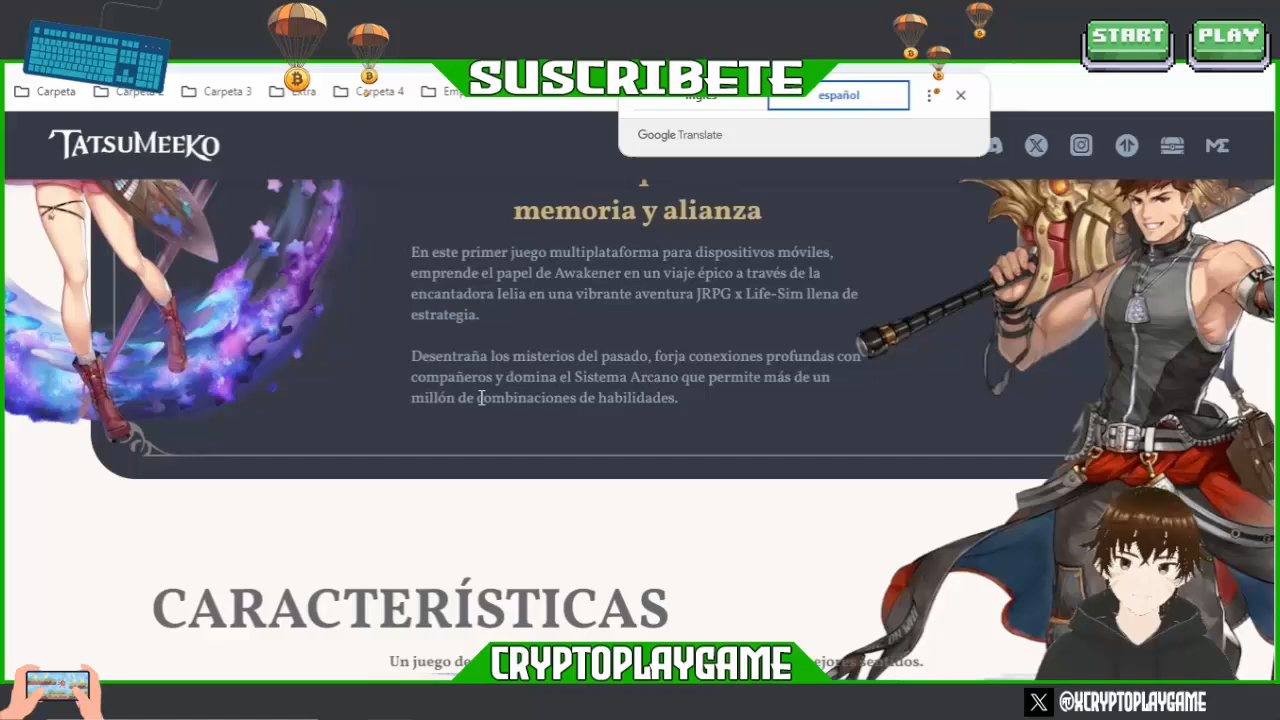 START
PLAY
SUSCRIBETE
Carpeta
Carpeta 2
Carpeta 3
Extra
Carpeta 4
inglés
español
Google Translate
TATSUMEEKO
memoria y alianza
En este primer juego multiplataforma para dispositivos móviles,
emprende el papel de Awakener en un viaje épico a través de la
encantadora Ielia en una vibrante aventura JRPG x Life-Sim llena de
estrategia.
Desentraña los misterios del pasado, forja conexiones profundas con
compañeros y domina el Sistema Arcano que permite más de un
millón de combinaciones de habilidades.
CARACTERÍSTICAS
Un juego de
sentidos.
CRYPTOPLAYGAME
@XCRYPTOPLAYGAME